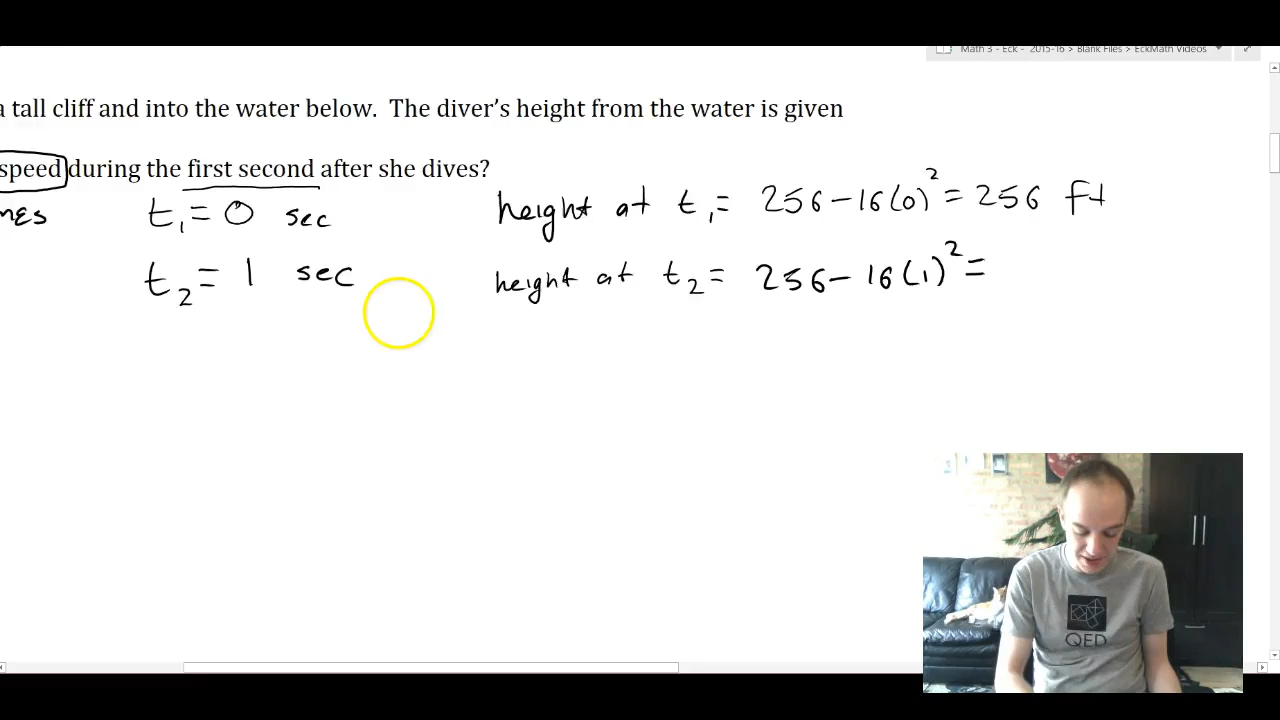 Math 3 - Eck - 2015-16 > Blank Files > EckMath Videos
a tall cliff and into the water below. The diver’s height from the water is given
speed during the first second after she dives?
mes
t₁ = 0 sec
height at t₁ = 256 - 16(0)² = 256 ft
t₂ = 1 sec
height at t₂ = 256 - 16(1)² =
QED